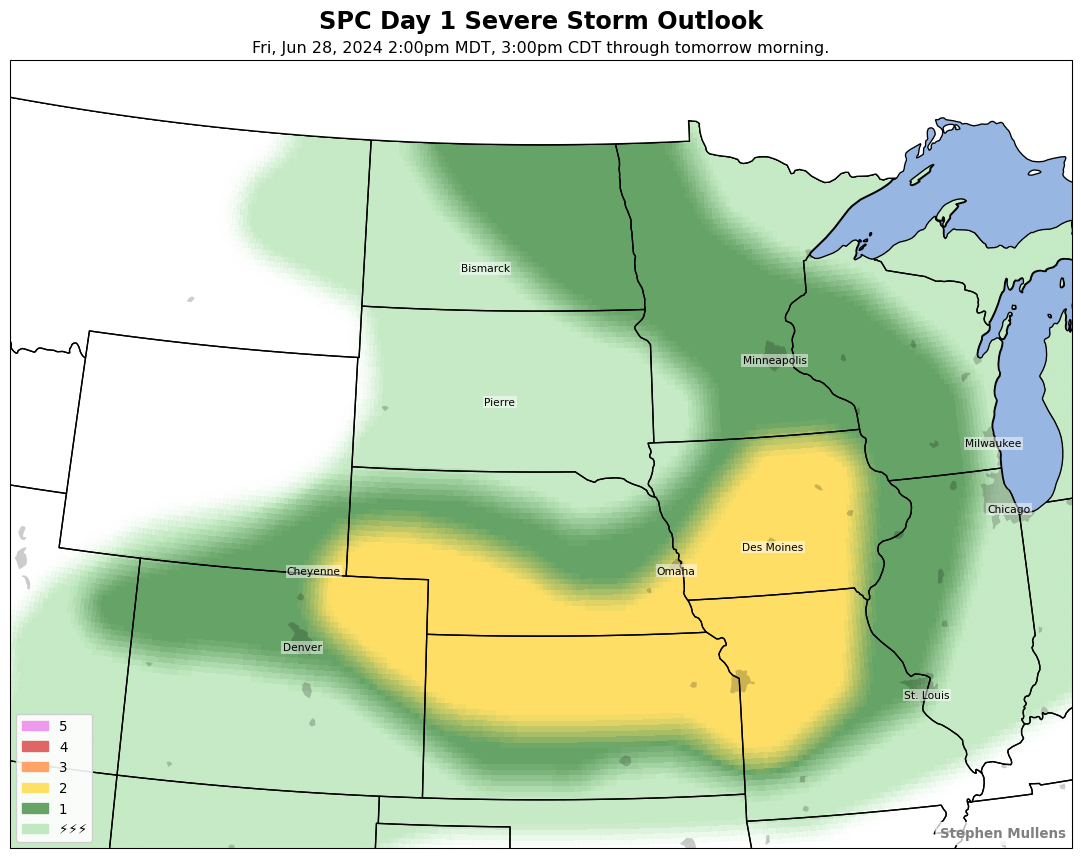 SPC Day 1 Severe Storm Outlook
Fri, Jun 28, 2024 2:00pm MDT, 3:00pm CDT through tomorrow morning.
Bismarck
Minneapolis
Pierre
Milwaukee
Chicago
Des Moines
Cheyenne
Omaha
Denver
St. Louis
5
4
3
2
1
⚡⚡⚡
Stephen Mullens